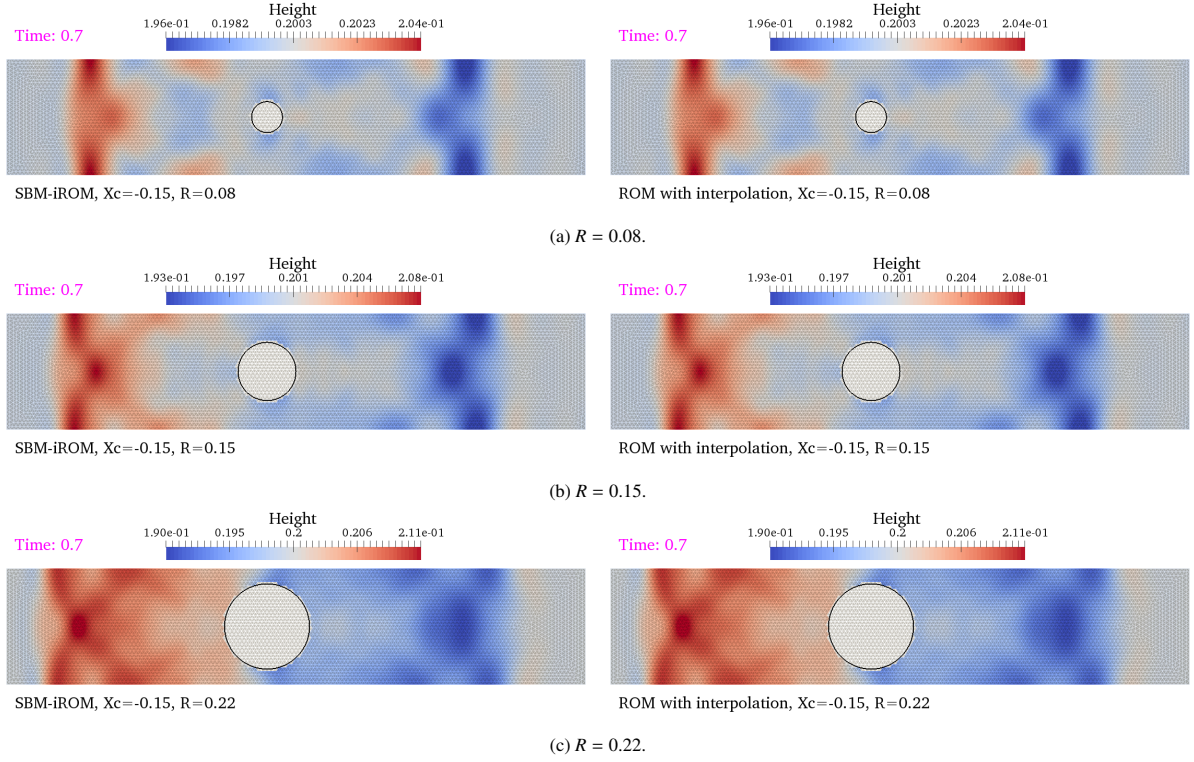 Height
1.96e-01 0.1982 0.2003 0.2023 2.04e-01
Time: 0.7
SBM-iROM, Xc=-0.15, R=0.08
Height
1.96e-01 0.1982 0.2003 0.2023 2.04e-01
Time: 0.7
ROM with interpolation, Xc=-0.15, R=0.08
(a) R = 0.08.
Height
1.93e-01 0.197 0.201 0.204 2.08e-01
Time: 0.7
SBM-iROM, Xc=-0.15, R=0.15
Height
1.93e-01 0.197 0.201 0.204 2.08e-01
Time: 0.7
ROM with interpolation, Xc=-0.15, R=0.15
(b) R = 0.15.
Height
1.90e-01 0.195 0.2 0.206 2.11e-01
Time: 0.7
SBM-iROM, Xc=-0.15, R=0.22
Height
1.90e-01 0.195 0.2 0.206 2.11e-01
Time: 0.7
ROM with interpolation, Xc=-0.15, R=0.22
(c) R = 0.22.